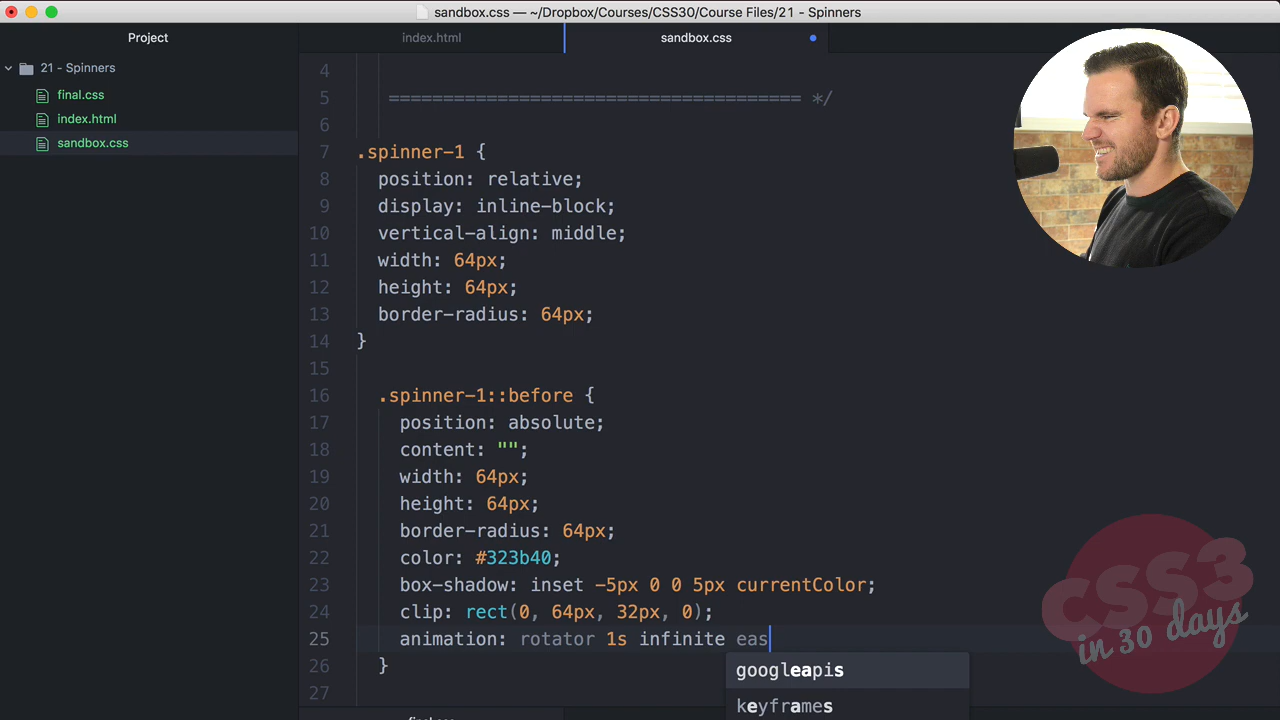 sandbox.css — ~/Dropbox/Courses/CSS30/Course Files/21 - Spinners
Project
index.html
sandbox.css
21 - Spinners
final.css
index.html
sandbox.css
4
5 ====================================== */
6
7 .spinner-1 {
8 position: relative;
9 display: inline-block;
10 vertical-align: middle;
11 width: 64px;
12 height: 64px;
13 border-radius: 64px;
14 }
15
16 .spinner-1::before {
17 position: absolute;
18 content: "";
19 width: 64px;
20 height: 64px;
21 border-radius: 64px;
22 color: #323b40;
23 box-shadow: inset -5px 0 0 5px currentColor;
24 clip: rect(0, 64px, 32px, 0);
25 animation: rotator 1s infinite eas
26 }
27
googleapis
keyframes
CSS3
in 30 days